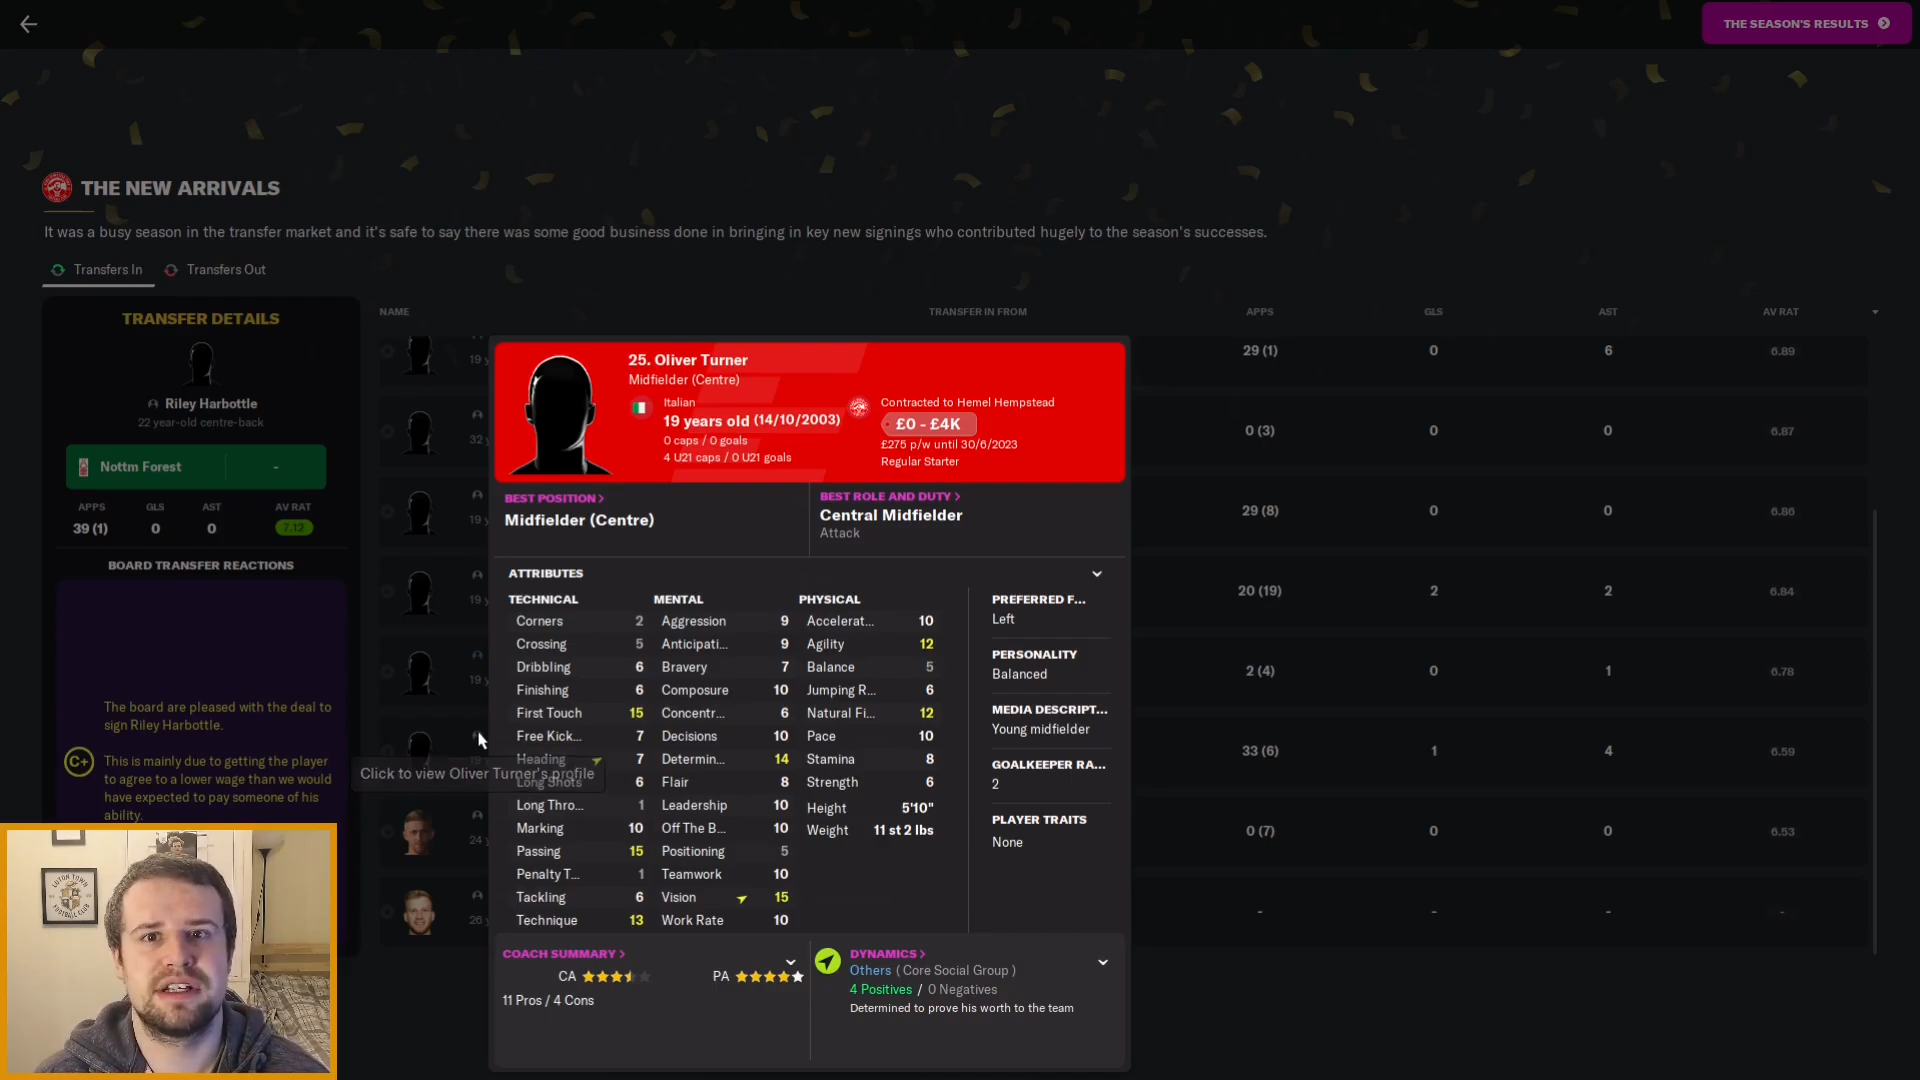 THE SEASON'S RESULTS
THE NEW ARRIVALS
It was a busy season in the transfer market and it's safe to say there was some good business done in bringing in key new signings who contributed hugely to the season's successes.
Transfers In Transfers Out
TRANSFER DETAILS
Riley Harbottle
22 year-old centre-back
Nottm Forest -
APPS GLS AST AV RAT
39 (1) 0 0 7.12
BOARD TRANSFER REACTIONS
The board are pleased with the deal to
sign Riley Harbottle.
C+
This is mainly due to getting the player
to agree to a lower wage than we would
have expected to pay someone of his
ability.
NAME TRANSFER IN FROM APPS GLS AST AV RAT
19 y 29 (1) 0 6 6.89
32 y 0 (3) 0 0 6.87
19 y 29 (8) 0 0 6.86
19 y 20 (19) 2 2 6.84
19 y 2 (4) 0 1 6.78
33 (6) 1 4 6.59
24 y 0 (7) 0 0 6.53
26 y - - - -
25. Oliver Turner
Midfielder (Centre)
Italian
19 years old (14/10/2003)
0 caps / 0 goals
4 U21 caps / 0 U21 goals
Contracted to Hemel Hempstead
£0 - £4K
£275 p/w until 30/6/2023
Regular Starter
BEST POSITION >
Midfielder (Centre)
BEST ROLE AND DUTY >
Central Midfielder
Attack
ATTRIBUTES
TECHNICAL MENTAL PHYSICAL
Corners 2 Aggression 9 Accelerat... 10
Crossing 5 Anticipati... 9 Agility 12
Dribbling 6 Bravery 7 Balance 5
Finishing 6 Composure 10 Jumping R... 6
First Touch 15 Concentr... 6 Natural Fi... 12
Free Kick... 7 Decisions 10 Pace 10
Heading 7 Determin... 14 Stamina 8
Long Shots 6 Flair 8 Strength 6
Long Thro... 1 Leadership 10 Height 5'10"
Marking 10 Off The B... 10 Weight 11 st 2 lbs
Passing 15 Positioning 5
Penalty T... 1 Teamwork 10
Tackling 6 Vision 15
Technique 13 Work Rate 10
PREFERRED F...
Left
PERSONALITY
Balanced
MEDIA DESCRIPT...
Young midfielder
GOALKEEPER RA...
2
PLAYER TRAITS
None
Click to view Oliver Turner's profile
COACH SUMMARY >
CA PA
11 Pros / 4 Cons
DYNAMICS >
Others ( Core Social Group )
4 Positives / 0 Negatives
Determined to prove his worth to the team
LUTON TOWN
FOOTBALL CLUB